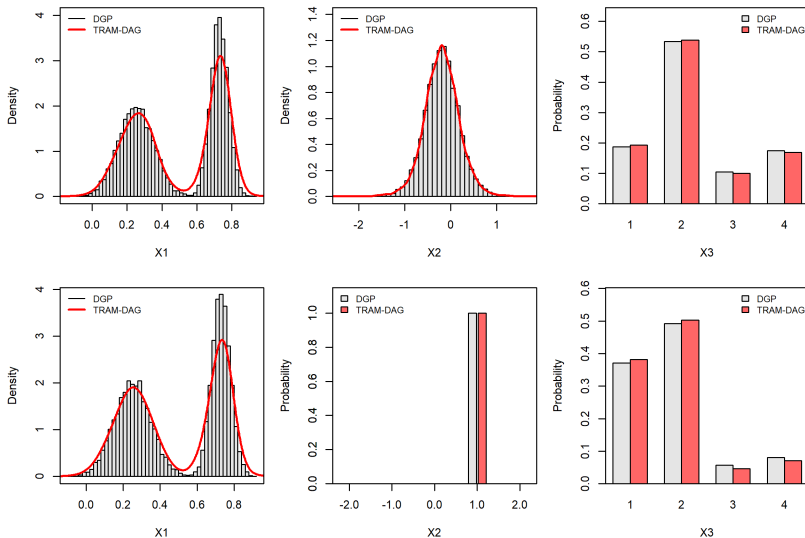 DGP
TRAM-DAG
Density
0
1
2
3
4
0.0
0.2
0.4
0.6
0.8
X1
DGP
TRAM-DAG
Density
0.0
0.2
0.4
0.6
0.8
1.0
1.2
1.4
-2
-1
0
1
X2
DGP
TRAM-DAG
Probability
0.0
0.1
0.2
0.3
0.4
0.5
0.6
1
2
3
4
X3
DGP
TRAM-DAG
Density
0
1
2
3
4
0.0
0.2
0.4
0.6
0.8
X1
DGP
TRAM-DAG
Probability
0.0
0.2
0.4
0.6
0.8
1.0
-2.0
-1.0
0.0
1.0
2.0
X2
DGP
TRAM-DAG
Probability
0.0
0.1
0.2
0.3
0.4
0.5
0.6
1
2
3
4
X3